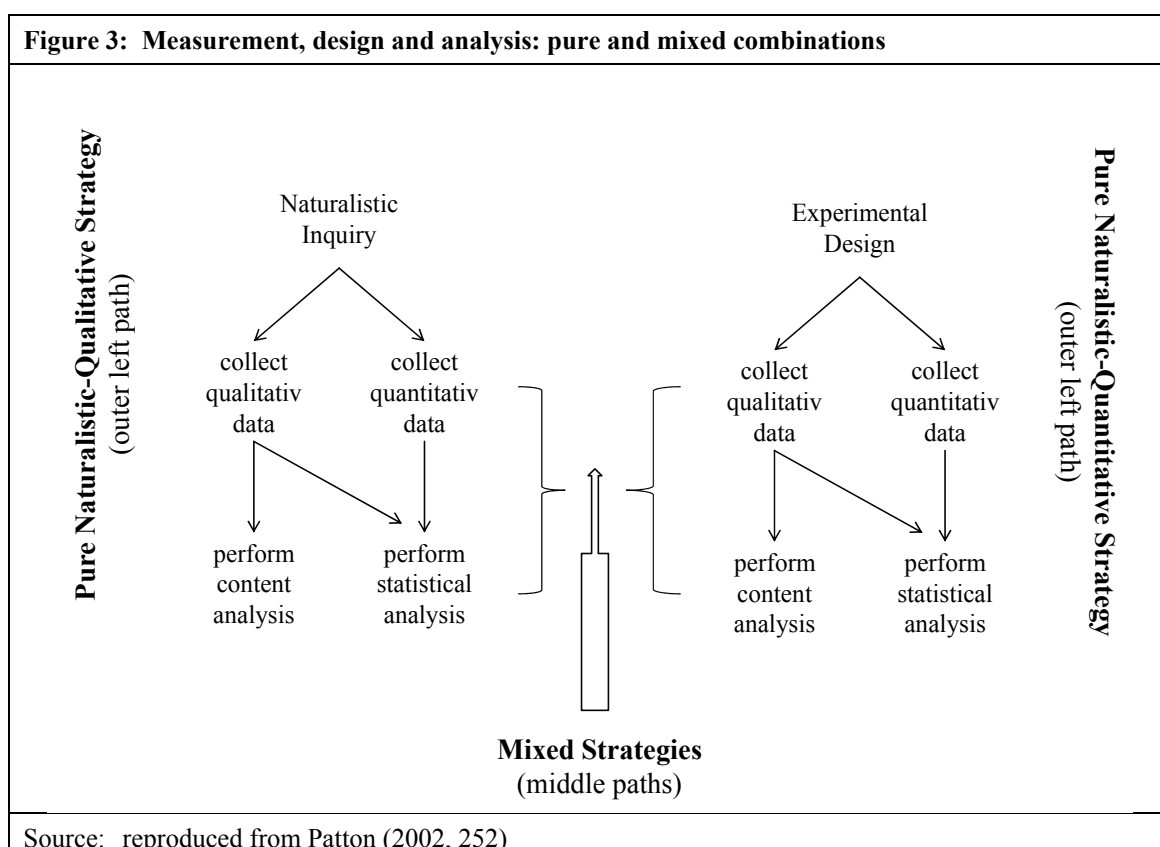 Figure 3: Measurement, design and analysis: pure and mixed combinations
Pure Naturalistic-Qualitative Strategy
(outer left path)
Naturalistic
Inquiry
collect
qualitativ
data
collect
quantitativ
data
perform
content
analysis
perform
statistical
analysis
Experimental
Design
collect
qualitativ
data
collect
quantitativ
data
perform
content
analysis
perform
statistical
analysis
Pure Naturalistic-Quantitative Strategy
(outer left path)
Mixed Strategies
(middle paths)
Source: reproduced from Patton (2002, 252)